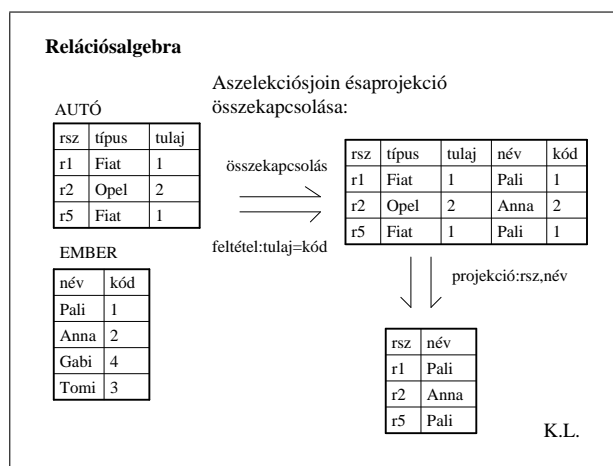 Relációsalgebra
Aszelekciósjoin ésaprojekció
összekapcsolása:
AUTÓ
rsz típus tulaj
r1 Fiat 1
r2 Opel 2
r5 Fiat 1
összekapcsolás
feltétel:tulaj=kód
rsz típus tulaj név kód
r1 Fiat 1 Pali 1
r2 Opel 2 Anna 2
r5 Fiat 1 Pali 1
EMBER
név kód
Pali 1
Anna 2
Gabi 4
Tomi 3
projekció:rsz,név
rsz név
r1 Pali
r2 Anna
r5 Pali
K.L.